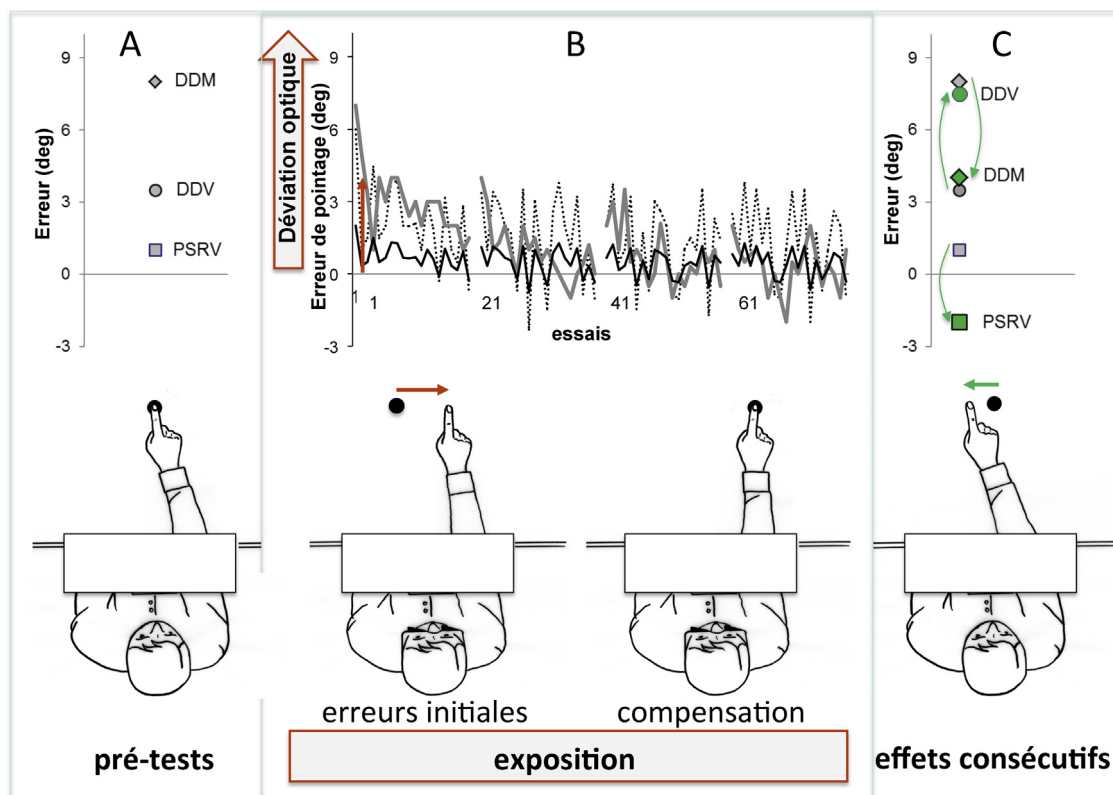 A
9
6
3
0
-3
Erreur (deg)
DDM
DDV
PSRV
Déviation optique
B
Erreur de pointage (deg)
9
6
3
0
-3
1
1
21
41
61
essais
C
9
6
3
0
-3
Erreur (deg)
DDV
DDM
PSRV
erreurs initiales
compensation
pré-tests
exposition
effets consécutifs